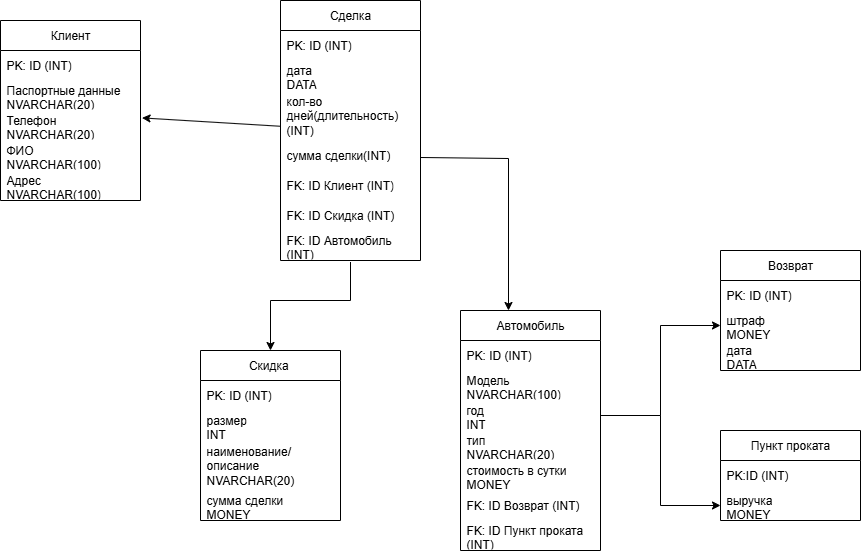 Клиент
PK: ID (INT)
Паспортные данные
NVARCHAR(20)
Телефон
NVARCHAR(20)
ФИО
NVARCHAR(100)
Адрес
NVARCHAR(100)
Сделка
PK: ID (INT)
дата
DATA
кол-во
дней(длительность)
(INT)
сумма сделки(INT)
FK: ID Клиент (INT)
FK: ID Скидка (INT)
FK: ID Автомобиль
(INT)
Скидка
PK: ID (INT)
размер
INT
наименование/
описание
NVARCHAR(20)
сумма сделки
MONEY
Автомобиль
PK: ID (INT)
Модель
NVARCHAR(100)
год
INT
тип
NVARCHAR(20)
стоимость в сутки
MONEY
FK: ID Возврат (INT)
FK: ID Пункт проката
(INT)
Возврат
PK: ID (INT)
штраф
MONEY
дата
DATA
Пункт проката
PK:ID (INT)
выручка
MONEY